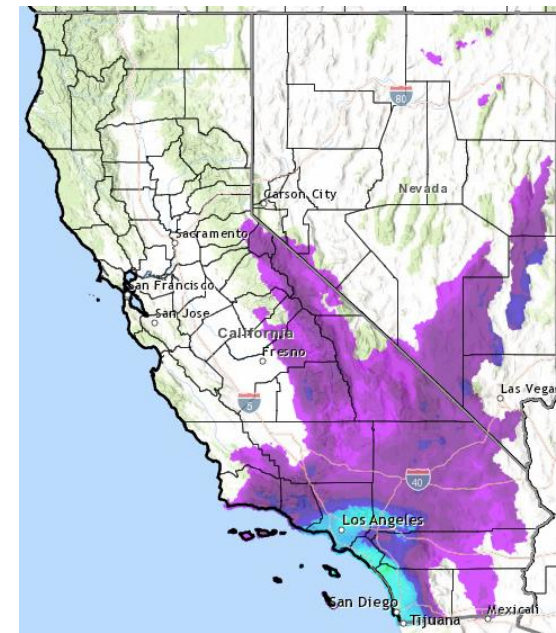 80
Carson City
Nevada
Sacramento
San Francisco
San Jose
California
Fresno
5
Las Vega
40
Los Angeles
San Diego
Tijuana
Mexicali